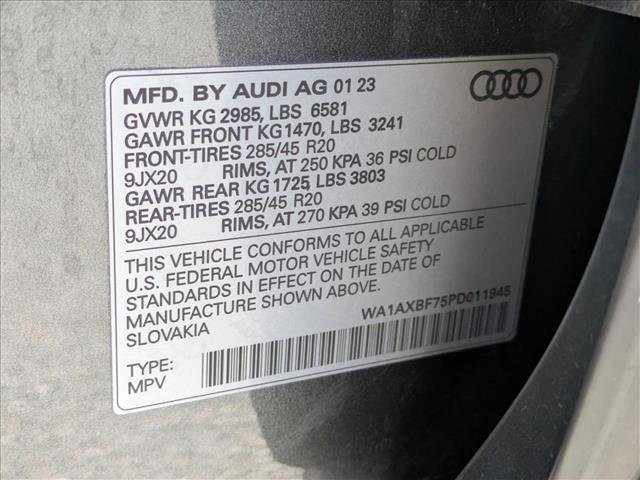 MFD. BY AUDI AG 01 23
GVWR KG 2985, LBS 6581
GAWR FRONT KG1470, LBS 3241
FRONT-TIRES 285/45 R20
9JX20 RIMS, AT 250 KPA 36 PSI COLD
GAWR REAR KG1725, LBS 3803
REAR-TIRES 285/45 R20
9JX20 RIMS, AT 270 KPA 39 PSI COLD
THIS VEHICLE CONFORMS TO ALL APPLICABLE
U.S. FEDERAL MOTOR VEHICLE SAFETY
STANDARDS IN EFFECT ON THE DATE OF
MANUFACTURE SHOWN ABOVE.
SLOVAKIA
WA1AXBF75PD011945
TYPE:
MPV